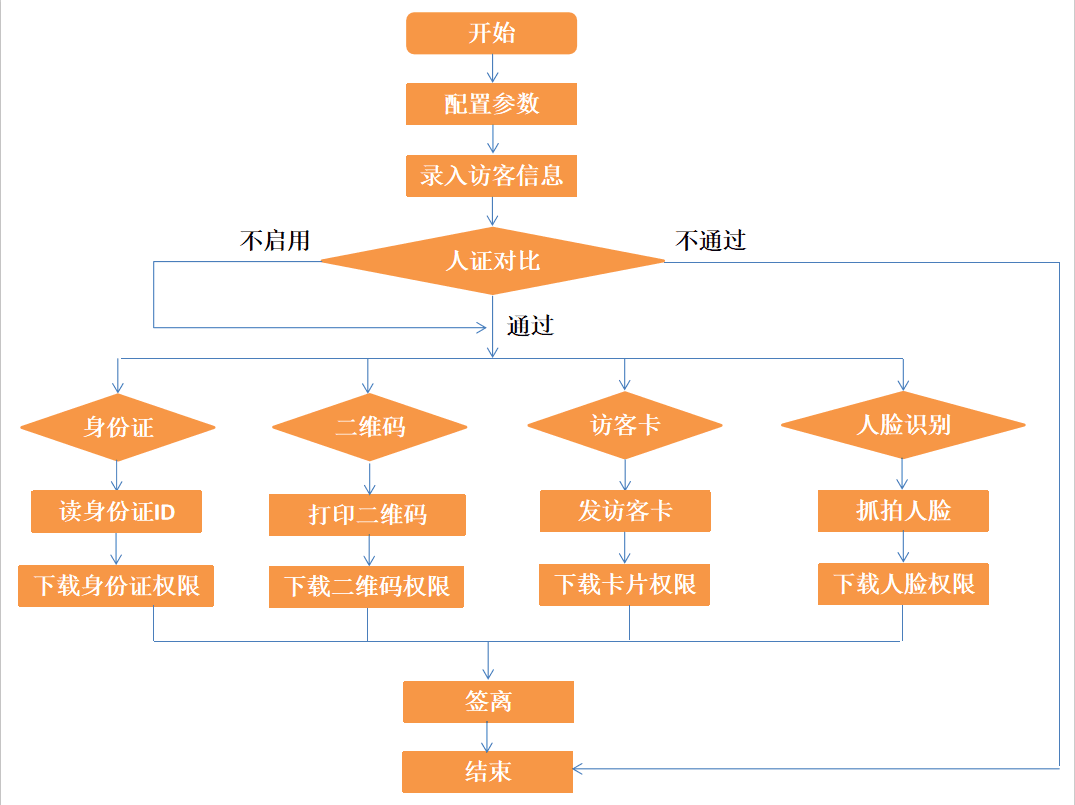 开始
配置参数
录入访客信息
不启用
人证对比
不通过
通过
身份证
二维码
访客卡
人脸识别
读身份证ID
打印二维码
发访客卡
抓拍人脸
下载身份证权限
下载二维码权限
下载卡片权限
下载人脸权限
签离
结束